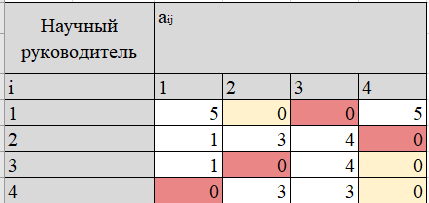 Научный руководитель aij
i 1 2 3 4
1 5 0 0 5
2 1 3 4 0
3 1 0 4 0
4 0 3 3 0